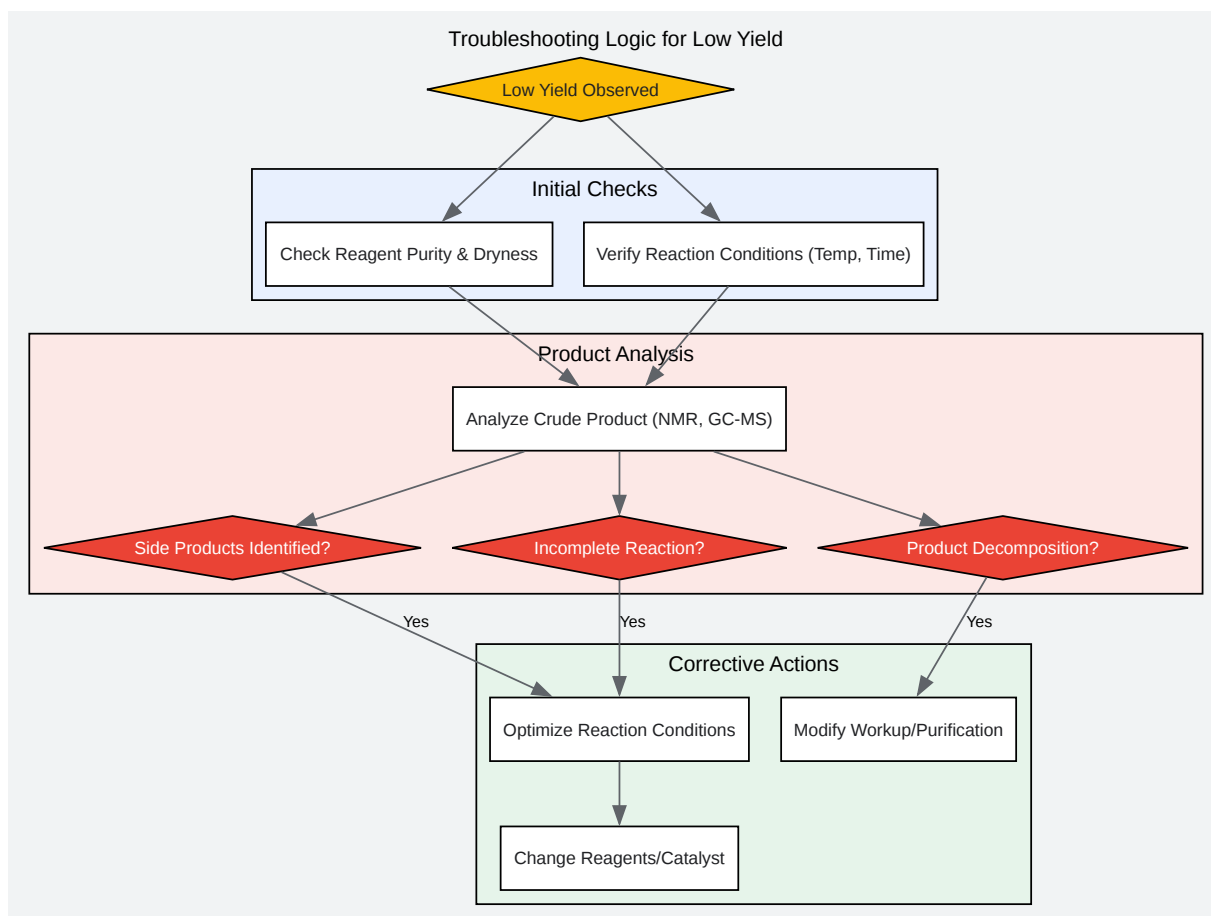 Troubleshooting Logic for Low Yield
Low Yield Observed
Initial Checks
Check Reagent Purity & Dryness
Verify Reaction Conditions (Temp, Time)
Product Analysis
Analyze Crude Product (NMR, GC-MS)
Side Products Identified?
Incomplete Reaction?
Product Decomposition?
Yes
Yes
Yes
Corrective Actions
Optimize Reaction Conditions
Modify Workup/Purification
Change Reagents/Catalyst